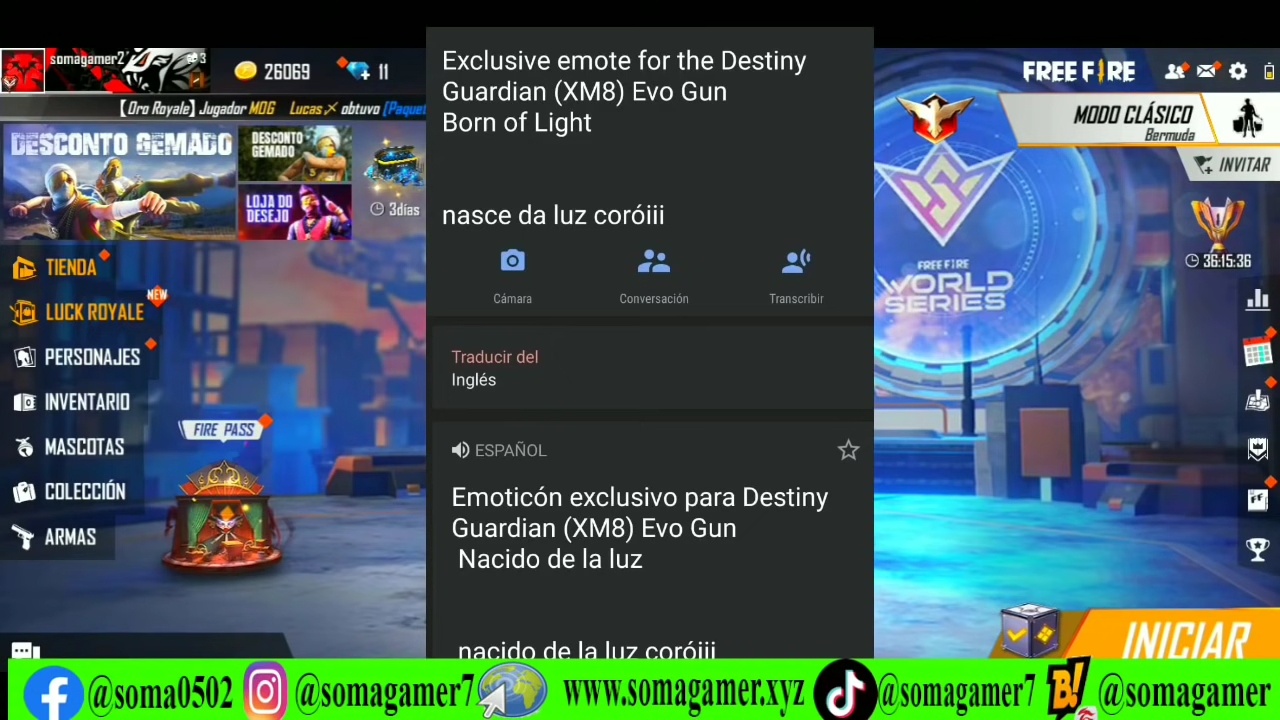 somagamer2
3
26069
11
【Oro Royale】 Jugador MOG Lucas obtuvo [Paquet
DESCONTO GEMADO
DESCONTO
GEMADO
LOJA DO
DESEJO
3días
TIENDA
LUCK ROYALE
NEW
PERSONAJES
INVENTARIO
MASCOTAS
COLECCIÓN
ARMAS
FIRE PASS
Exclusive emote for the Destiny
Guardian (XM8) Evo Gun
Born of Light
nasce da luz coróiii
Cámara
Conversación
Transcribir
Traducir del
Inglés
ESPAÑOL
Emoticón exclusivo para Destiny
Guardian (XM8) Evo Gun
Nacido de la luz
nacido de la luz coróiii
FREE FIRE
MODO CLÁSICO
Bermuda
INVITAR
36:15:36
FREE FIRE
WORLD
SERIES
FF
INICIAR
@soma0502
@somagamer7
www.somagamer.xyz
@somagamer7
B!
@somagamer